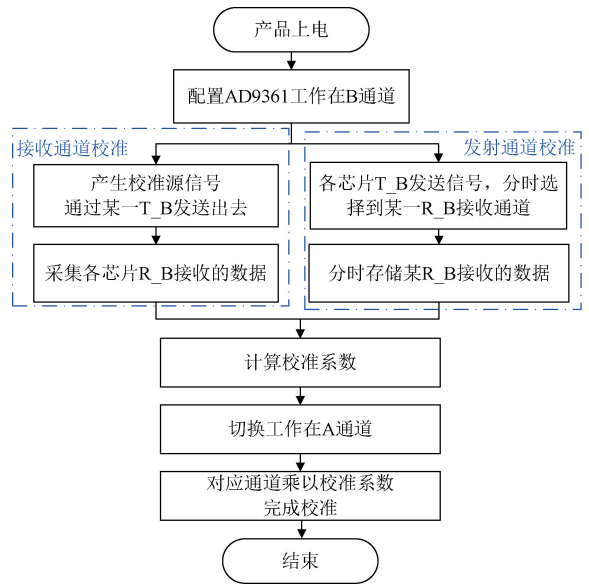 产品上电
配置AD9361工作在B通道
接收通道校准
产生校准源信号
通过某一T_B发送出去
采集各芯片R_B接收的数据
发射通道校准
各芯片T_B发送信号，分时选
择到某一R_B接收通道
分时存储某R_B接收的数据
计算校准系数
切换工作在A通道
对应通道乘以校准系数
完成校准
结束